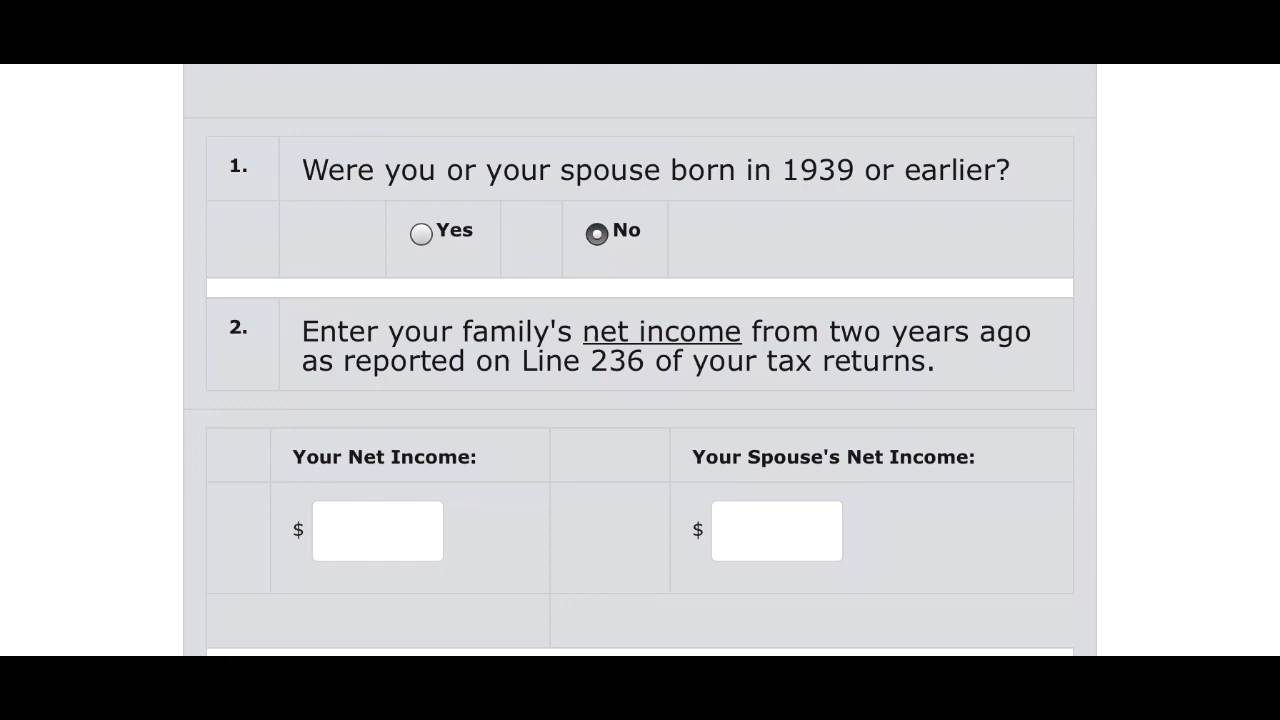 1. Were you or your spouse born in 1939 or earlier?
Yes No
2. Enter your family's net income from two years ago
as reported on Line 236 of your tax returns.
Your Net Income: Your Spouse's Net Income:
$ $